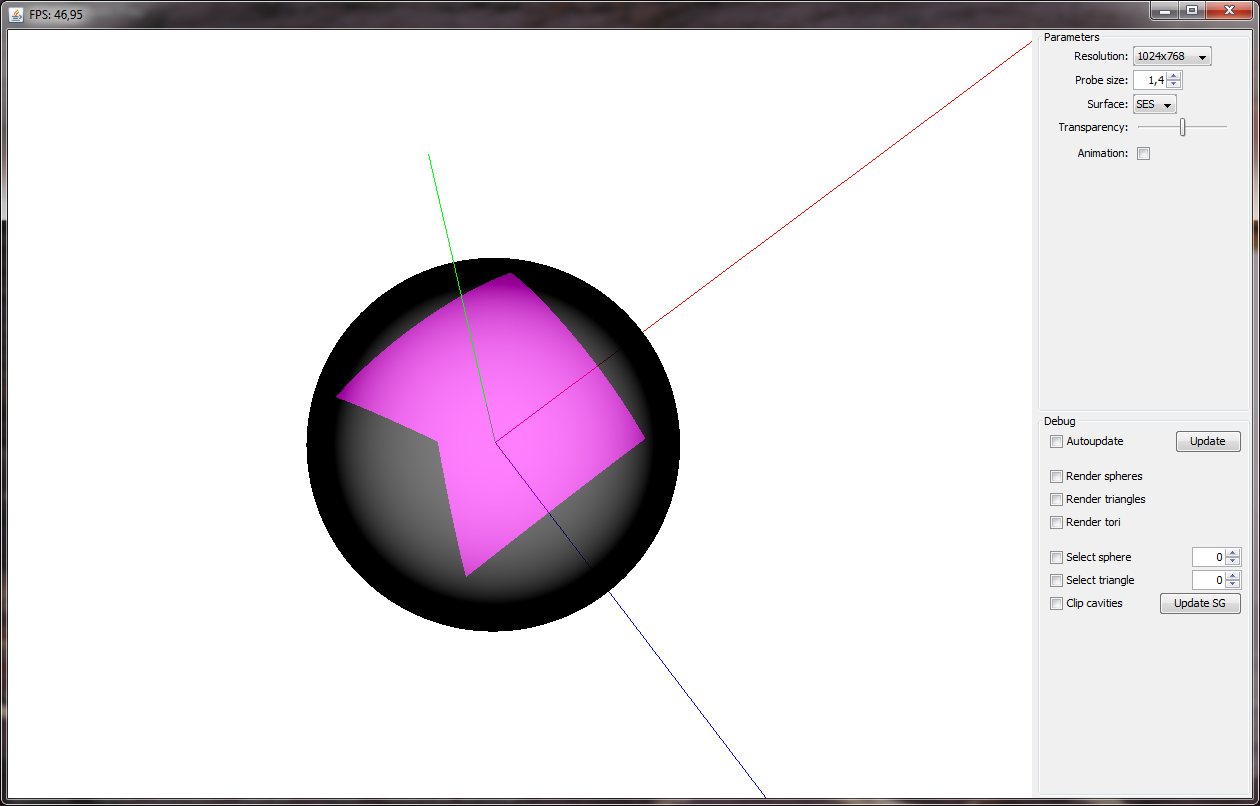 FPS: 46,95
Parameters
Resolution: 1024x768
Probe size: 1,4
Surface: SES
Transparency:
Animation:
Debug
Autoupdate Update
Render spheres
Render triangles
Render tori
Select sphere 0
Select triangle 0
Clip cavities Update SG